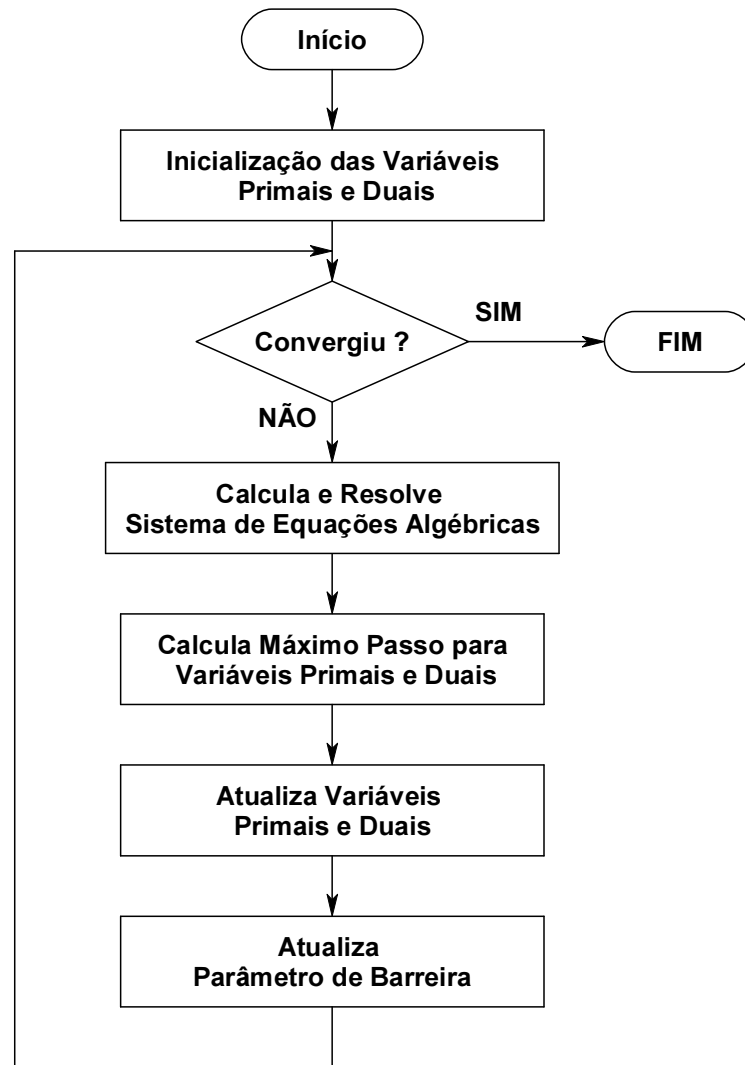 Início
Inicialização das Variáveis
Primais e Duais
Convergiu ?
SIM
FIM
NÃO
Calcula e Resolve
Sistema de Equações Algébricas
Calcula Máximo Passo para
Variáveis Primais e Duais
Atualiza Variáveis
Primais e Duais
Atualiza
Parâmetro de Barreira